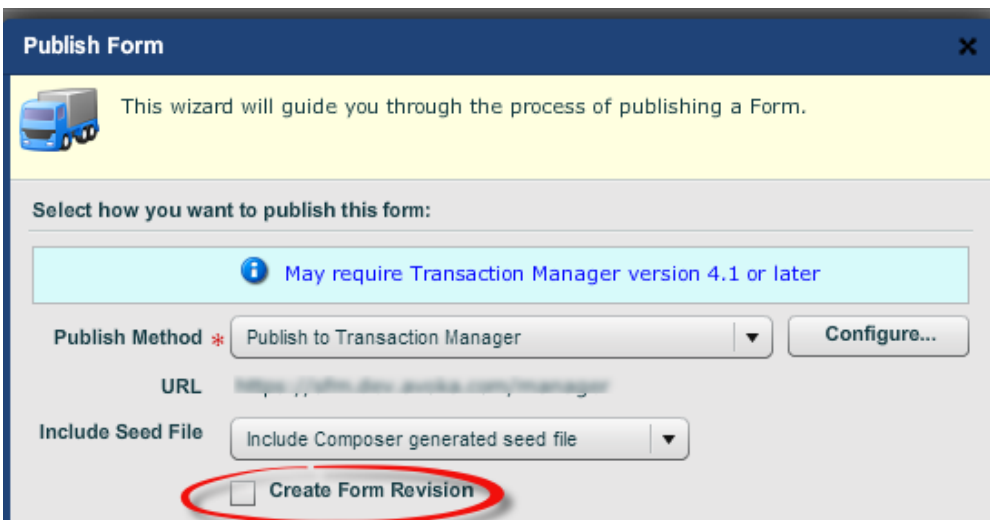 Publish Form
This wizard will guide you through the process of publishing a Form.
Select how you want to publish this form:
May require Transaction Manager version 4.1 or later
Publish Method * Publish to Transaction Manager Configure...
URL
Include Seed File Include Composer generated seed file
Create Form Revision